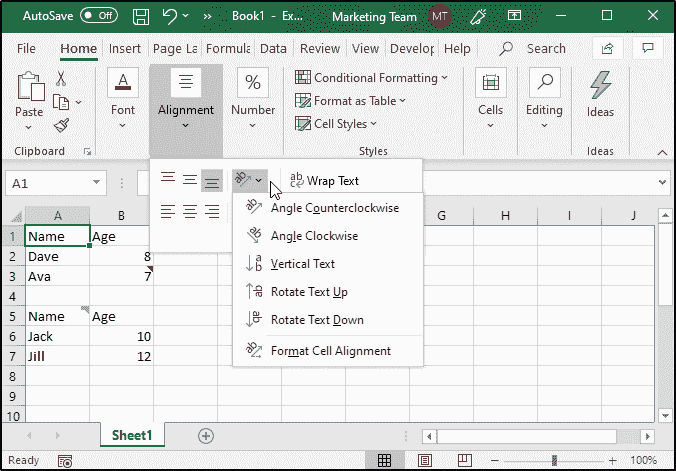 AutoSave Off Book1 - Ex... Marketing Team MT
File Home Insert Page La Formula Data Review View Develop Help Search
Paste Font Alignment Number Conditional Formatting Format as Table Cell Styles Cells Editing Ideas
Clipboard Styles Ideas
A1 ab Wrap Text
Angle Counterclockwise
Angle Clockwise
Vertical Text
Rotate Text Up
Rotate Text Down
Format Cell Alignment
A B G H I J
1 Name Age
2 Dave 8
3 Ava 7
4
5 Name Age
6 Jack 10
7 Jill 12
8
9
10
Sheet1
Ready 100%